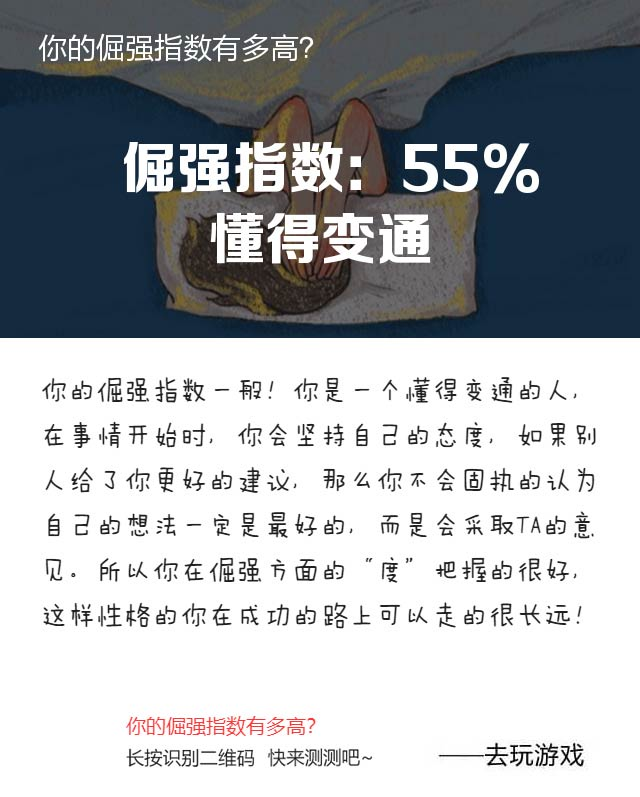 你的倔强指数有多高?
倔强指数: 55%
懂得变通
你的倔强指数一般! 你是一个懂得变通的人,
在事情开始时, 你会坚持自己的态度, 如果别
人给了你更好的建议, 那么你不会固执的认为
自己的想法一定是最好的, 而是会采取TA的意
见。所以你在倔强方面的“度”把握的很好,
这样性格的你在成功的路上可以走的很长远!
你的倔强指数有多高?
长按识别二维码 快来测测吧~
——去玩游戏